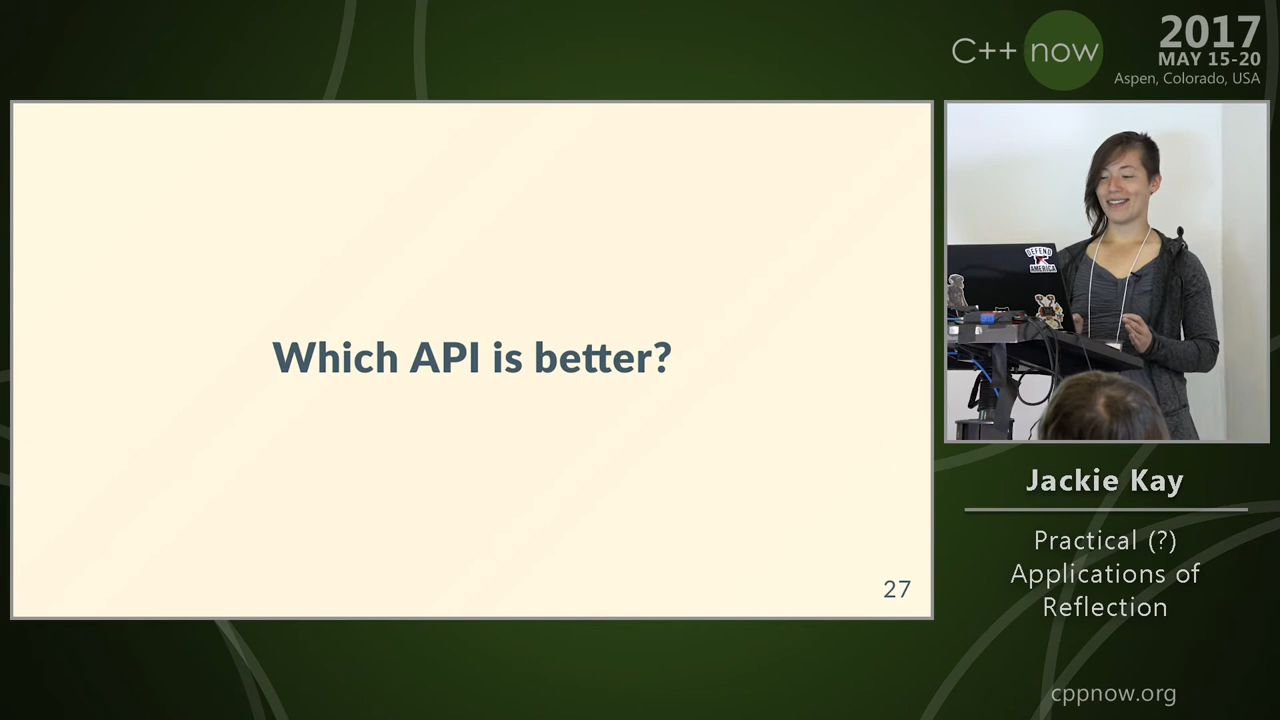 C++ now
2017
MAY 15-20
Aspen, Colorado, USA
Which API is better?
27
DEFEND
AMERICA
Jackie Kay
Practical (?)
Applications of
Reflection
cppnow.org